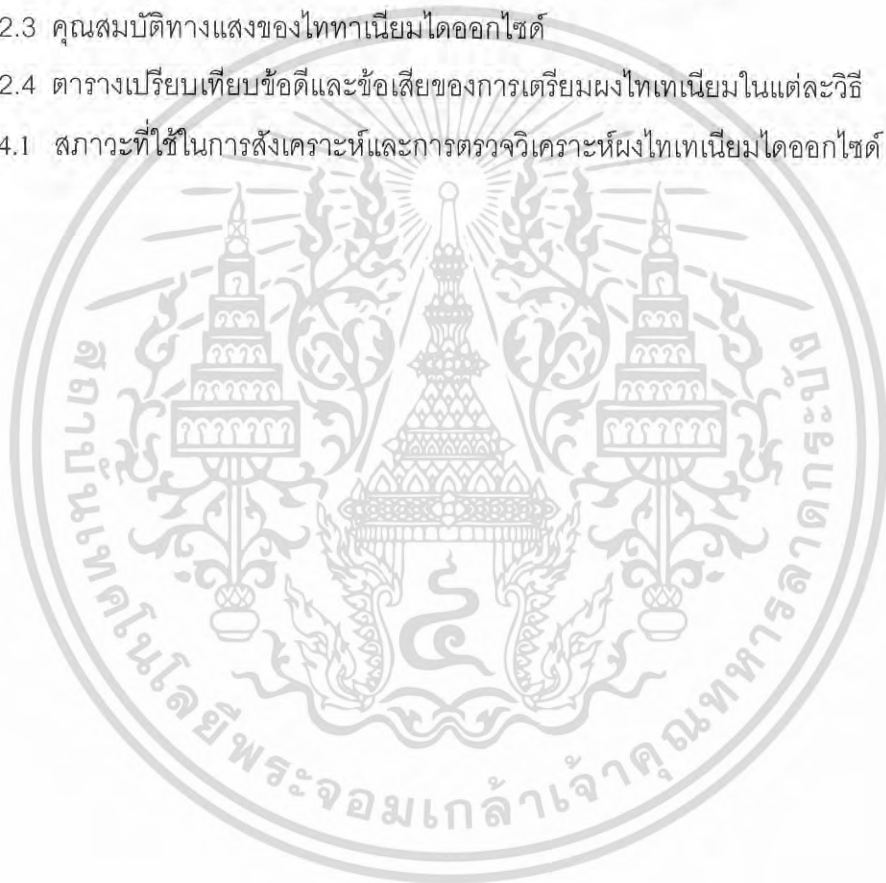 2.3 คุณสมบัติทางแสงของไททาเนียมไดออกไซด์
2.4 ตารางเปรียบเทียบข้อดีและข้อเสียของการเตรียมผงไทเทเนียมในแต่ละวิธี
4.1 สภาวะที่ใช้ในการสังเคราะห์และการตรวจวิเคราะห์ผงไทเทเนียมไดออกไซด์
สถาบันเทคโนโลยีพระจอมเกล้าเจ้าคุณทหารลาดกระบัง
๔